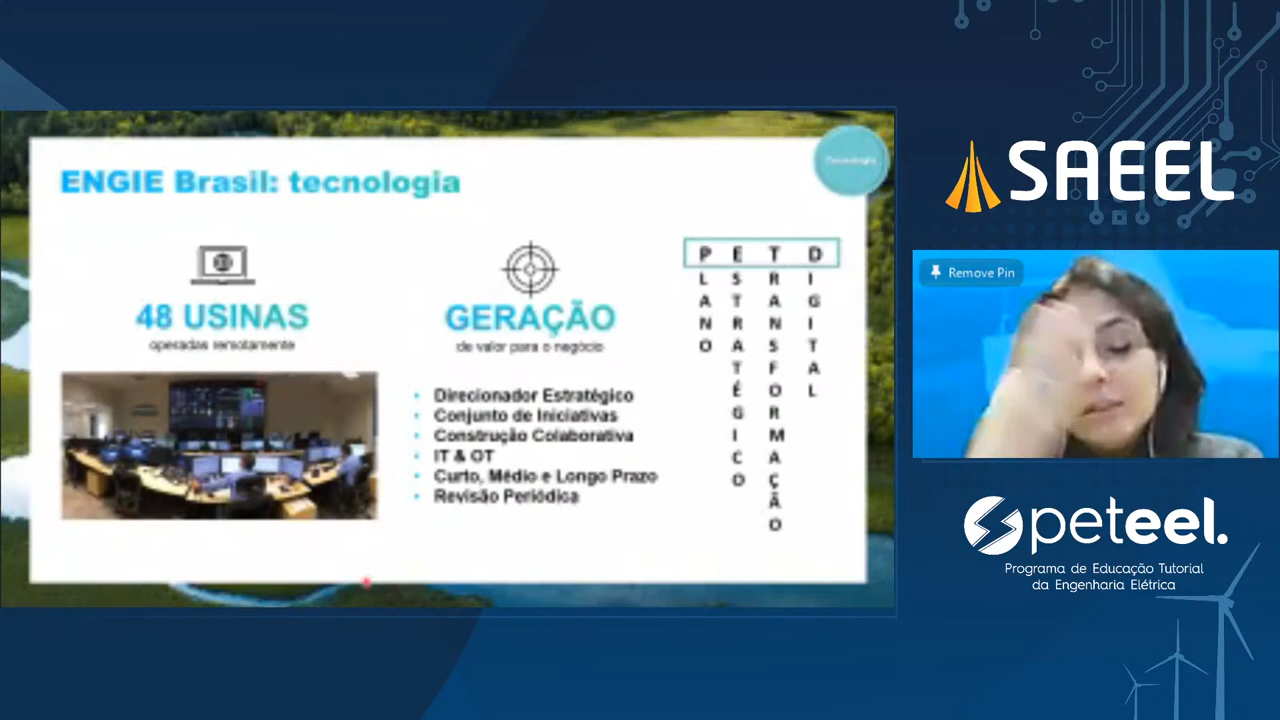 ENGIE Brasil: tecnologia
Tecnologia
48 USINAS
operadas remotamente
GERAÇÃO
de valor para o negócio
• Direcionador Estratégico
• Conjunto de Iniciativas
• Construção Colaborativa
• IT & OT
• Curto, Médio e Longo Prazo
• Revisão Periódica
P E T D
PLANO
ESTRATÉGICO
TRANSFORMAÇÃO
DIGITAL
SAEEL
Remove Pin
peteel.
Programa de Educação Tutorial
da Engenharia Elétrica